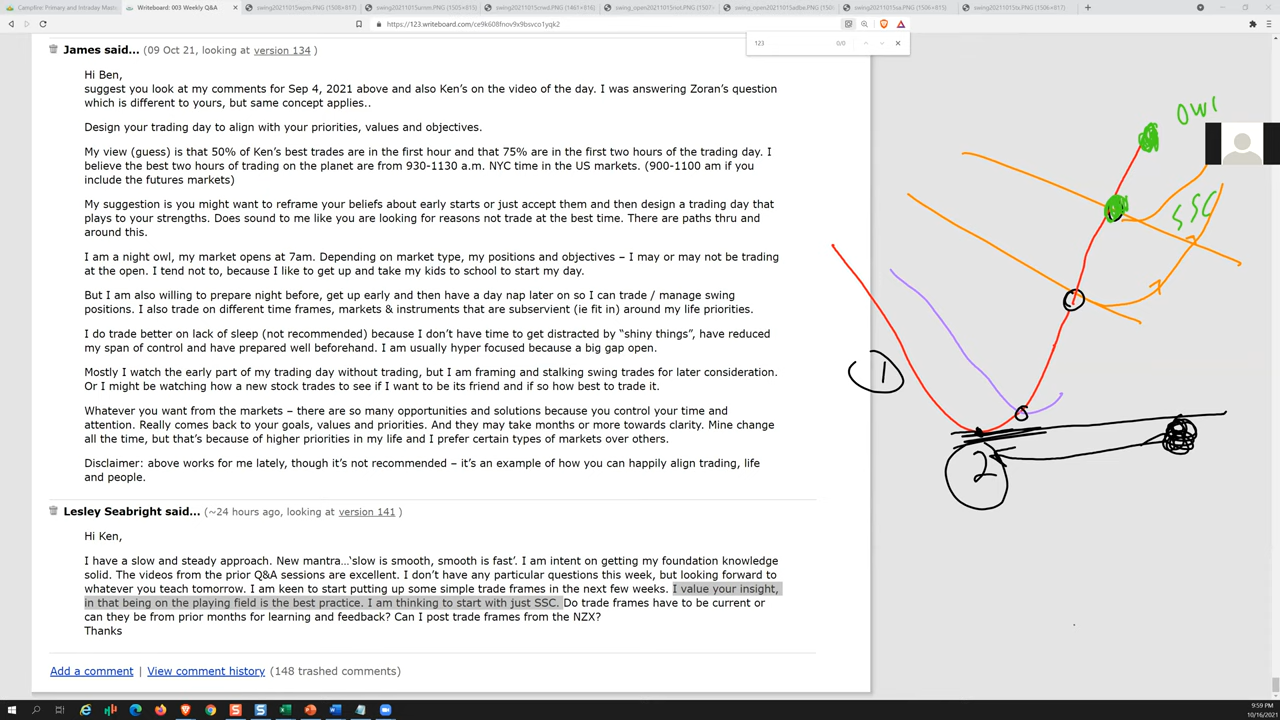 Campfire Primary and Intraday Mast
Writeboard: 003 Weekly Q&A
swing20211015wpm.PNG (1506×817)
swing20211015
swing20211015
swing_open20211015
swing_open20211015
swing20211015
swing20211015
https://123.writeboard.com/ce9k608fnov9x9bsvco1yqk2
123
0/0
James said... (09 Oct 21, looking at version 134 )
Hi Ben,
suggest you look at my comments for Sep 4, 2021 above and also Ken's on the video of the day. I was answering Zoran's question
which is different to yours, but same concept applies..
Design your trading day to align with your priorities, values and objectives.
My view (guess) is that 50% of Ken's best trades are in the first hour and that 75% are in the first two hours of the trading day. I
believe the best two hours of trading on the planet are from 930-1130 a.m. NYC time in the US markets. (900-1100 am if you
include the futures markets)
My suggestion is you might want to reframe your beliefs about early starts or just accept them and then design a trading day that
plays to your strengths. Does sound to me like you are looking for reasons not trade at the best time. There are paths thru and
around this.
I am a night owl, my market opens at 7am. Depending on market type, my positions and objectives – I may or may not be trading
at the open. I tend not to, because I like to get up and take my kids to school to start my day.
But I am also willing to prepare night before, get up early and then have a day nap later on so I can trade / manage swing
positions. I also trade on different time frames, markets & instruments that are subservient (ie fit in) around my life priorities.
I do trade better on lack of sleep (not recommended) because I don't have time to get distracted by "shiny things", have reduced
my span of control and have prepared well beforehand. I am usually hyper focused because a big gap open.
Mostly I watch the early part of my trading day without trading, but I am framing and stalking swing trades for later consideration.
Or I might be watching how a new stock trades to see if I want to be its friend and if so how best to trade it.
Whatever you want from the markets – there are so many opportunities and solutions because you control your time and
attention. Really comes back to your goals, values and priorities. And they may take months or more towards clarity. Mine change
all the time, but that's because of higher priorities in my life and I prefer certain types of markets over others.
Disclaimer: above works for me lately, though it's not recommended – it's an example of how you can happily align trading, life
and people.
Lesley Seabright said... (~24 hours ago, looking at version 141 )
Hi Ken,
I have a slow and steady approach. New mantra...'slow is smooth, smooth is fast'. I am intent on getting my foundation knowledge
solid. The videos from the prior Q&A sessions are excellent. I don't have any particular questions this week, but looking forward to
whatever you teach tomorrow. I am keen to start putting up some simple trade frames in the next few weeks. I value your insight,
in that being on the playing field is the best practice. I am thinking to start with just SSC. Do trade frames have to be current or
can they be from prior months for learning and feedback? Can I post trade frames from the NZX?
Thanks
Add a comment | View comment history (148 trashed comments)
SSC
1
2
9:59 PM
10/16/2021